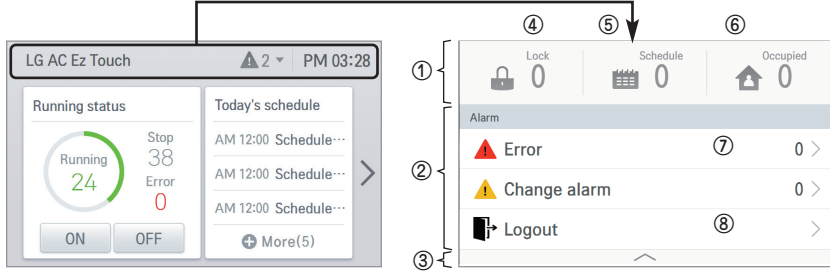 ④ ⑤ ⑥
LG AC Ez Touch 2 PM 03:28
Running status
Running
24
Stop
38
Error
0
ON OFF
Today's schedule
AM 12:00 Schedule···
AM 12:00 Schedule···
AM 12:00 Schedule···
More(5)
①
Lock
0
Schedule
0
Occupied
0
②
Alarm
Error ⑦ 0
Change alarm 0
Logout ⑧
③